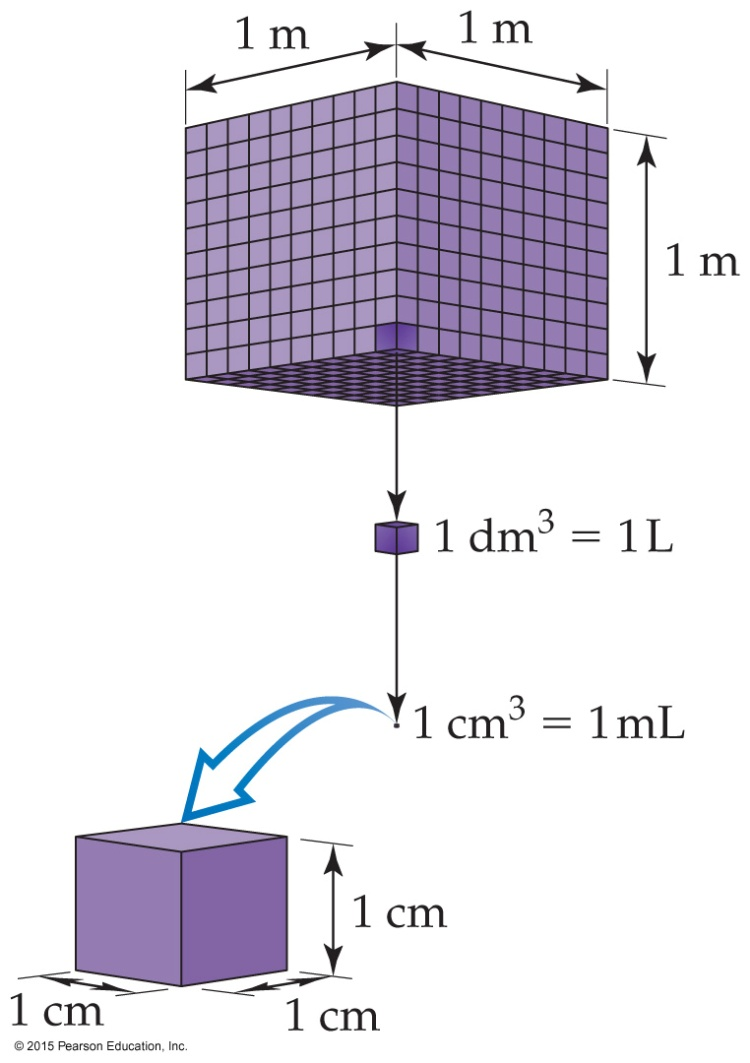 1 m
1 m
1 m
1 dm³ = 1 L
1 cm³ = 1 mL
1 cm
1 cm
1 cm
© 2015 Pearson Education, Inc.